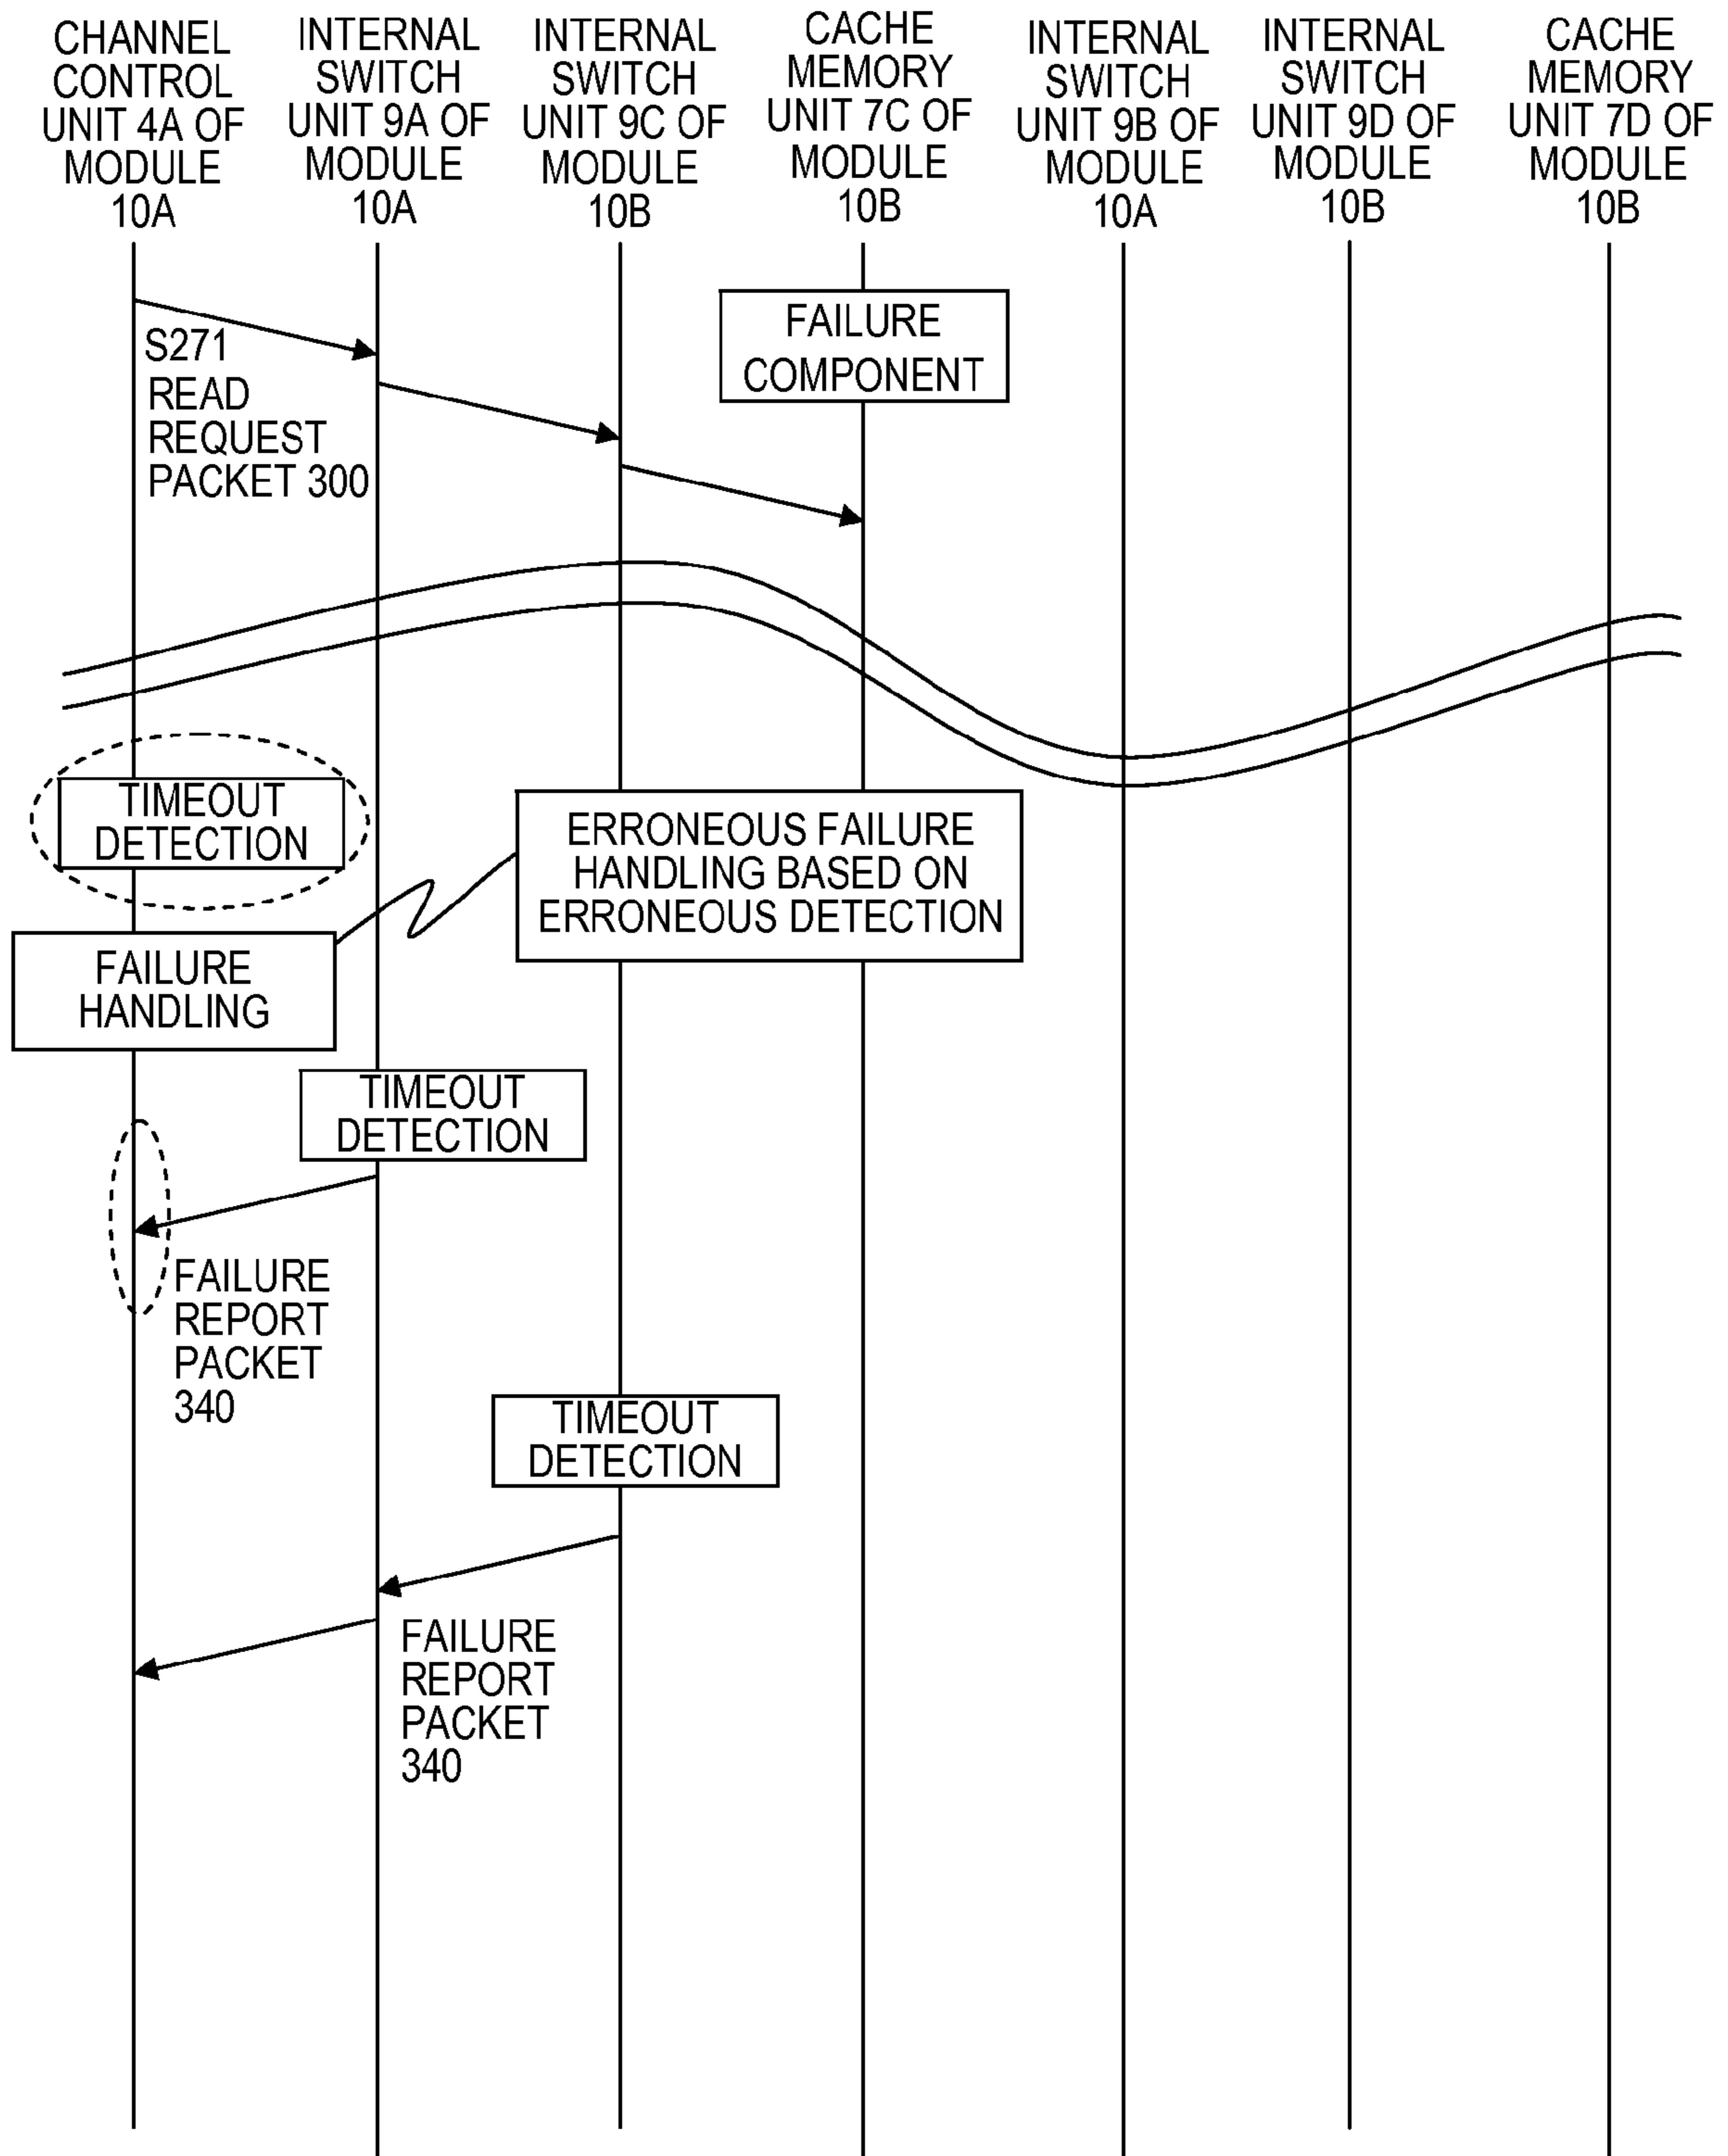 CHANNEL
CONTROL
UNIT 4A OF
MODULE
10A
INTERNAL
SWITCH
UNIT 9A OF
MODULE
10A
INTERNAL
SWITCH
UNIT 9C OF
MODULE
10B
CACHE
MEMORY
UNIT 7C OF
MODULE
10B
INTERNAL
SWITCH
UNIT 9B OF
MODULE
10A
INTERNAL
SWITCH
UNIT 9D OF
MODULE
10B
CACHE
MEMORY
UNIT 7D OF
MODULE
10B
S271
READ
REQUEST
PACKET 300
FAILURE
COMPONENT
TIMEOUT
DETECTION
ERRONEOUS FAILURE
HANDLING BASED ON
ERRONEOUS DETECTION
FAILURE
HANDLING
TIMEOUT
DETECTION
FAILURE
REPORT
PACKET
340
TIMEOUT
DETECTION
FAILURE
REPORT
PACKET
340